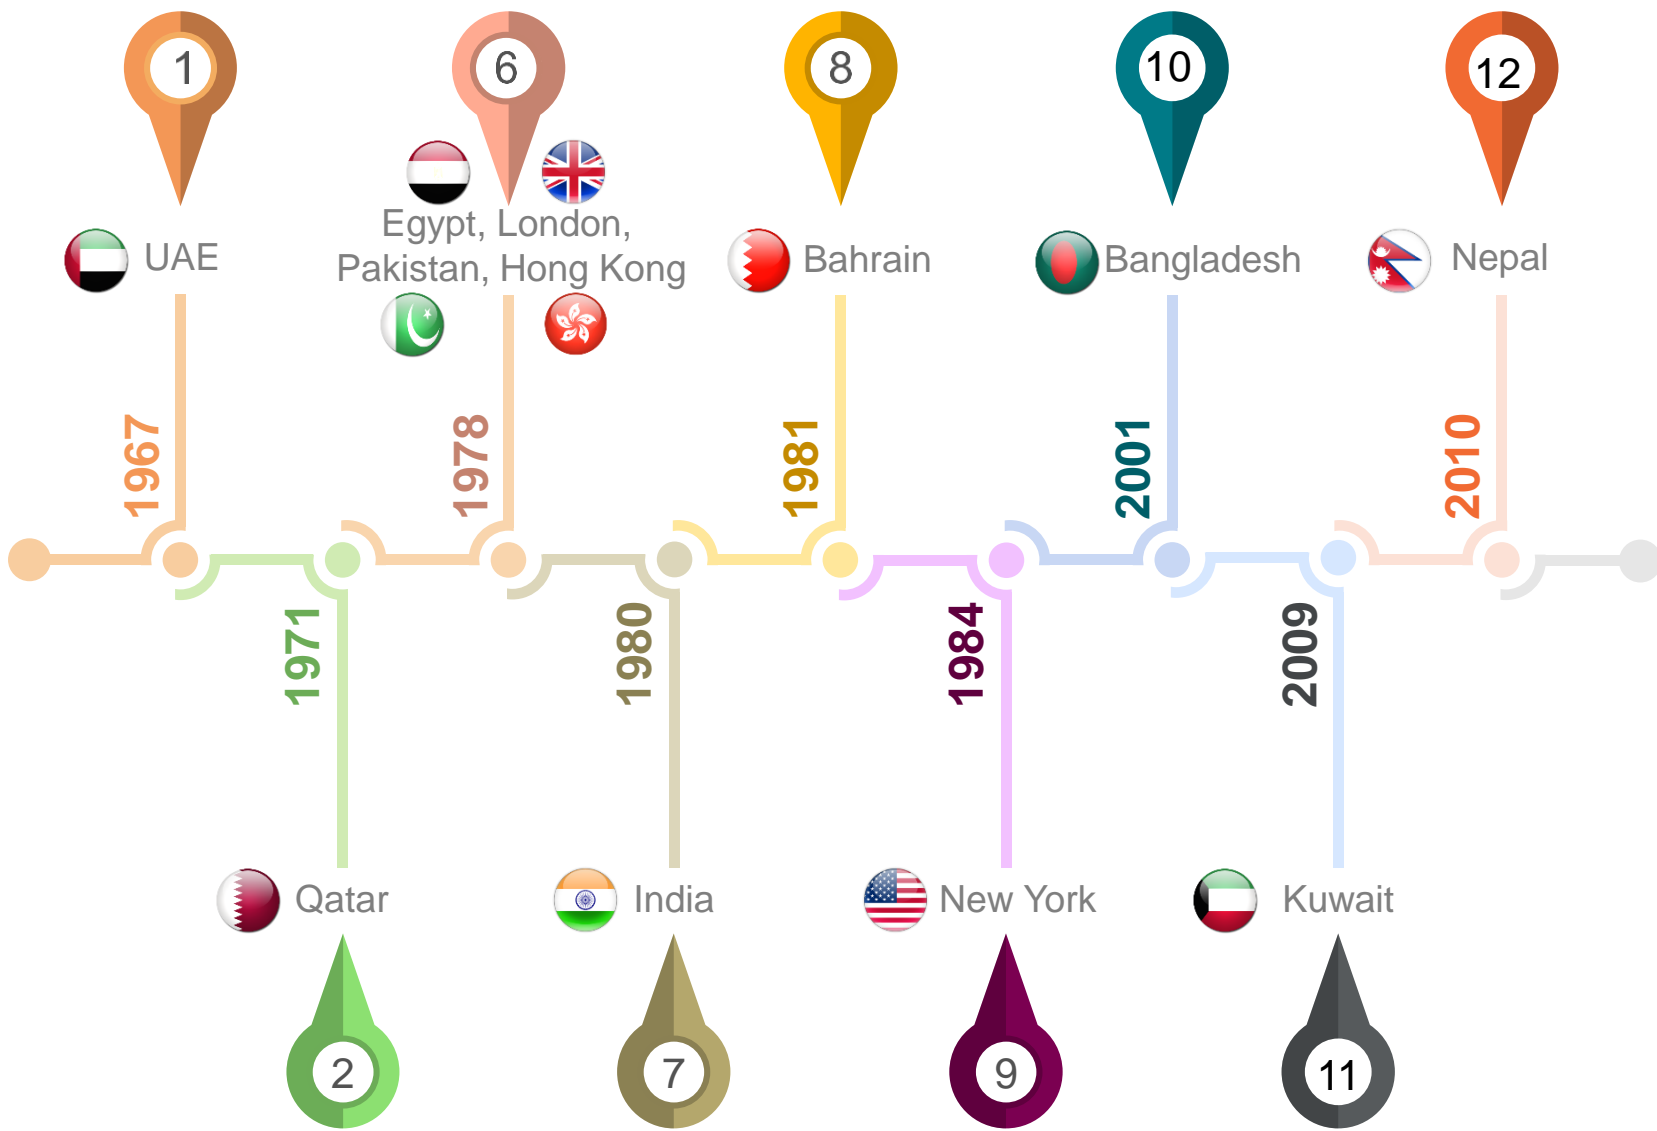 1
6
8
10
12
UAE
Egypt, London,
Pakistan, Hong Kong
Bahrain
Bangladesh
Nepal
1967
1978
1981
2001
2010
1971
1980
1984
2009
Qatar
India
New York
Kuwait
2
7
9
11